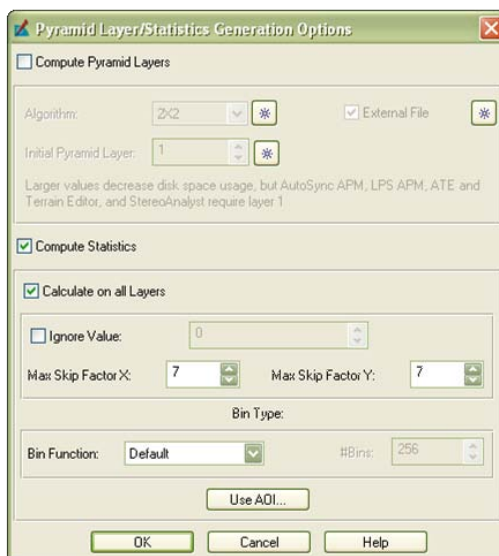 Pyramid Layer/Statistics Generation Options
Compute Pyramid Layers
Algorithm: 2X2 External File
Initial Pyramid Layer: 1
Larger values decrease disk space usage, but AutoSync APM, LPS APM, ATE and
Terrain Editor, and StereoAnalyst require layer 1
Compute Statistics
Calculate on all Layers
Ignore Value: 0
Max Skip Factor X: 7 Max Skip Factor Y: 7
Bin Type:
Bin Function: Default #Bins: 256
Use AOI...
OK Cancel Help